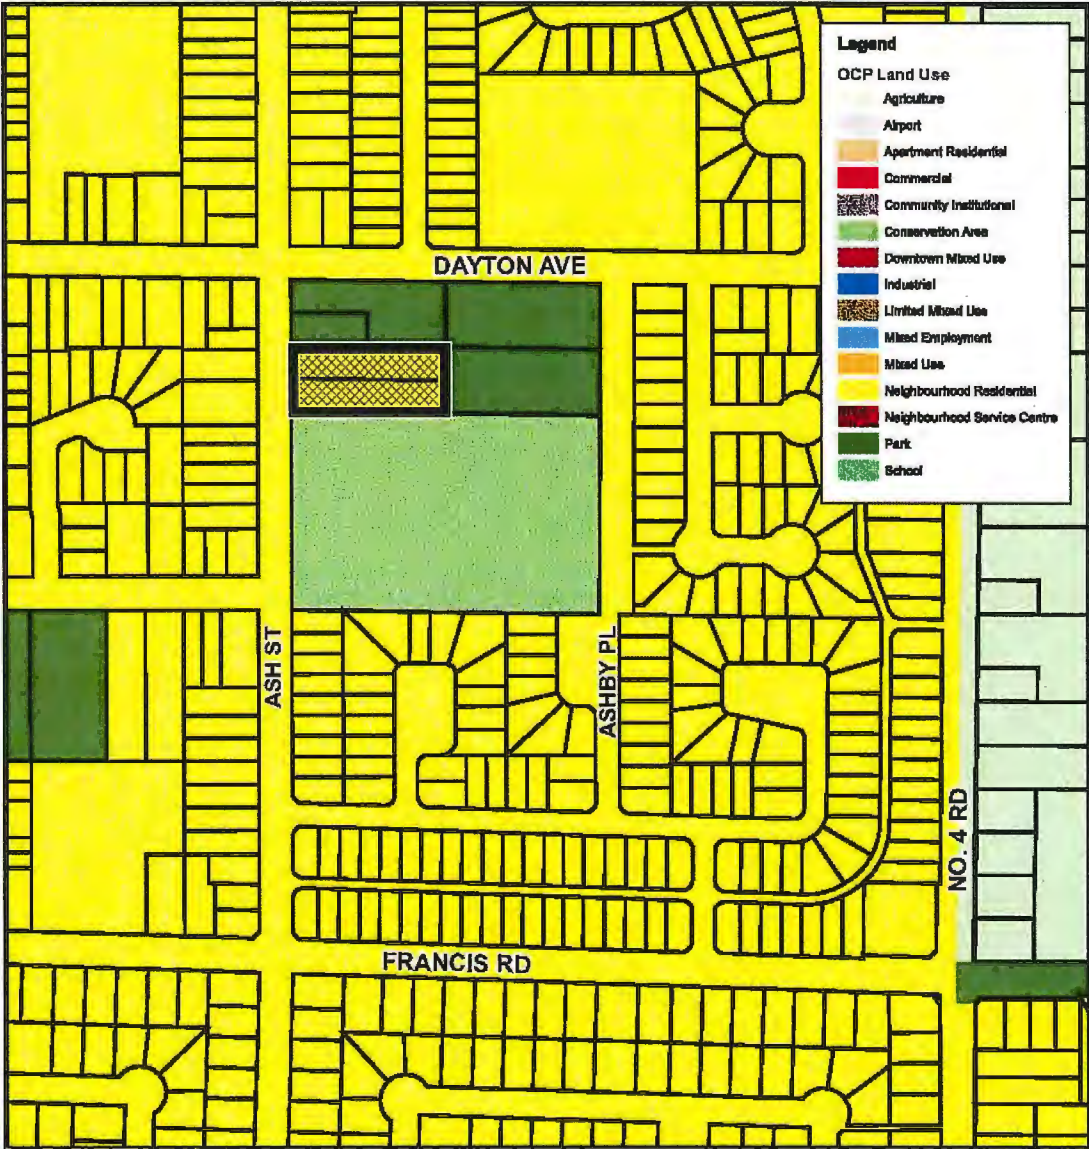 Legend
OCP Land Use
Agriculture
Airport
Apartment Residential
Commercial
Community Institutional
Conservation Area
Downtown Mixed Use
Industrial
Limited Mixed Use
Mixed Employment
Mixed Use
Neighbourhood Residential
Neighbourhood Service Centre
Park
School
DAYTON AVE
ASH ST
ASHBY PL
NO. 4 RD
FRANCIS RD